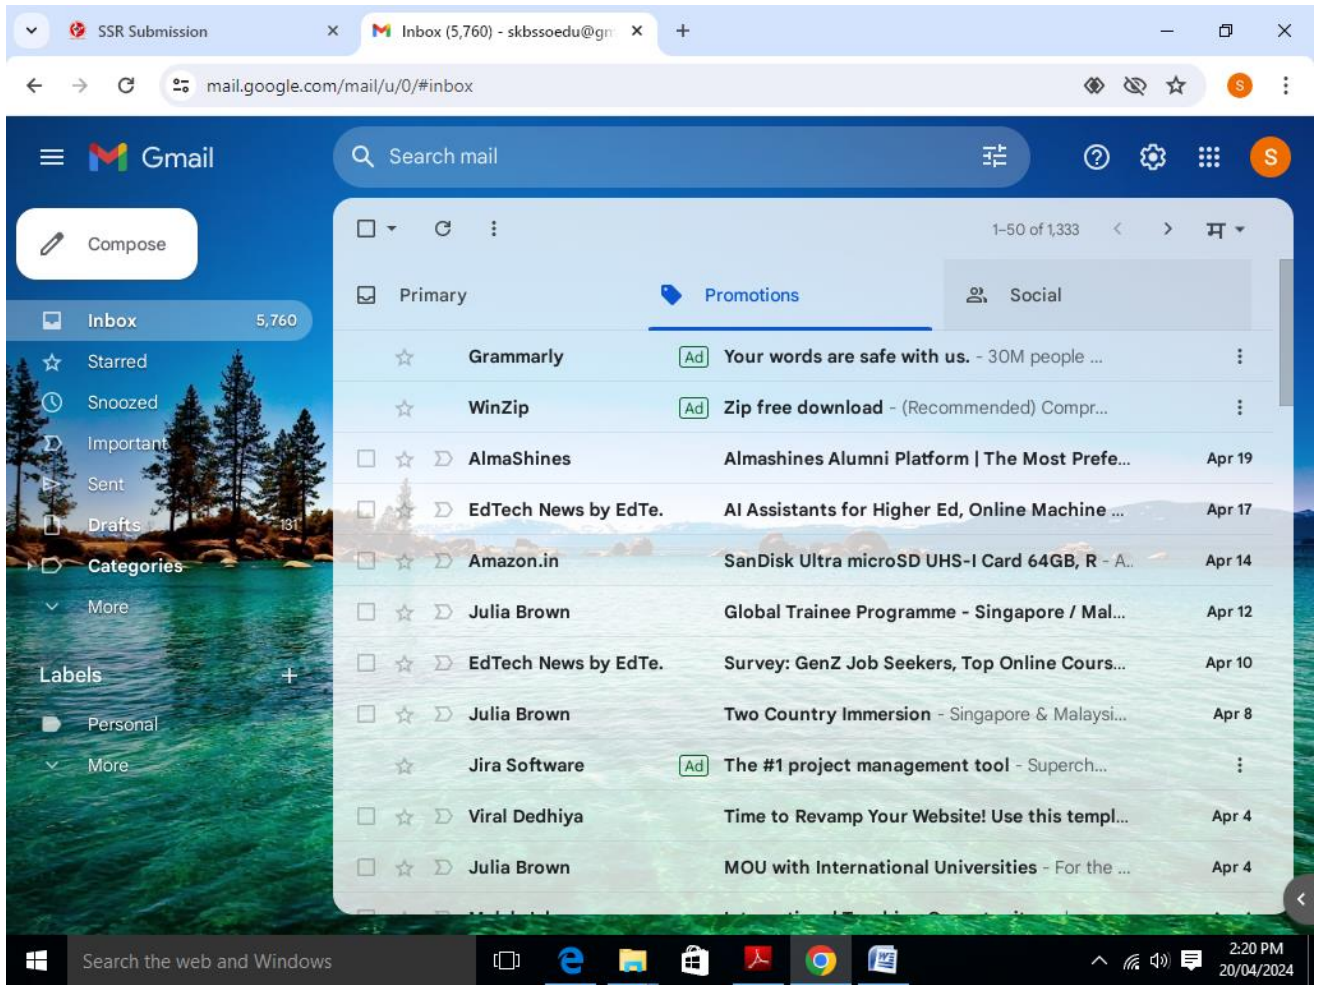 SSR Submission
Inbox (5,760) - skbssoedu@gm
mail.google.com/mail/u/0/#inbox
S
Gmail
Search mail
S
Compose
1–50 of 1,333
म
Primary
Promotions
Social
Inbox 5,760
Starred
Snoozed
Important
Sent
Drafts 131
Categories
More
Labels
Personal
More
Grammarly Ad Your words are safe with us. - 30M people ...
WinZip Ad Zip free download - (Recommended) Compr...
AlmaShines Almashines Alumni Platform | The Most Prefe... Apr 19
EdTech News by EdTe. AI Assistants for Higher Ed, Online Machine ... Apr 17
Amazon.in SanDisk Ultra microSD UHS-I Card 64GB, R - A.. Apr 14
Julia Brown Global Trainee Programme - Singapore / Mal... Apr 12
EdTech News by EdTe. Survey: GenZ Job Seekers, Top Online Cours... Apr 10
Julia Brown Two Country Immersion - Singapore & Malaysi... Apr 8
Jira Software Ad The #1 project management tool - Superch...
Viral Dedhiya Time to Revamp Your Website! Use this templ... Apr 4
Julia Brown MOU with International Universities - For the ... Apr 4
Search the web and Windows
2:20 PM
20/04/2024